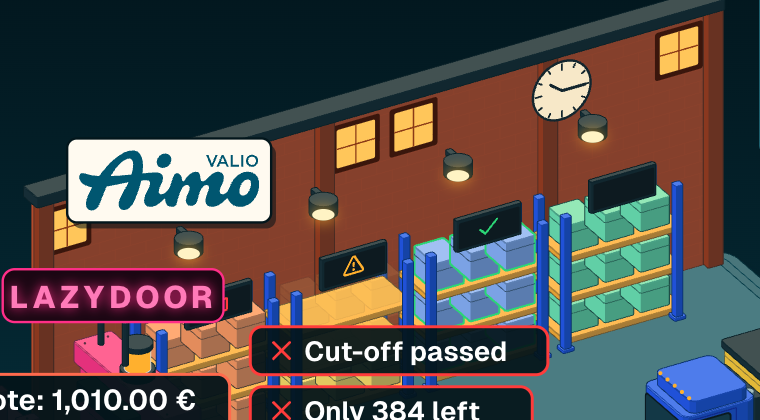 VALIO
Aimo
LAZYDOOR
Cut-off passed
ote: 1,010.00 €
Only 384 left